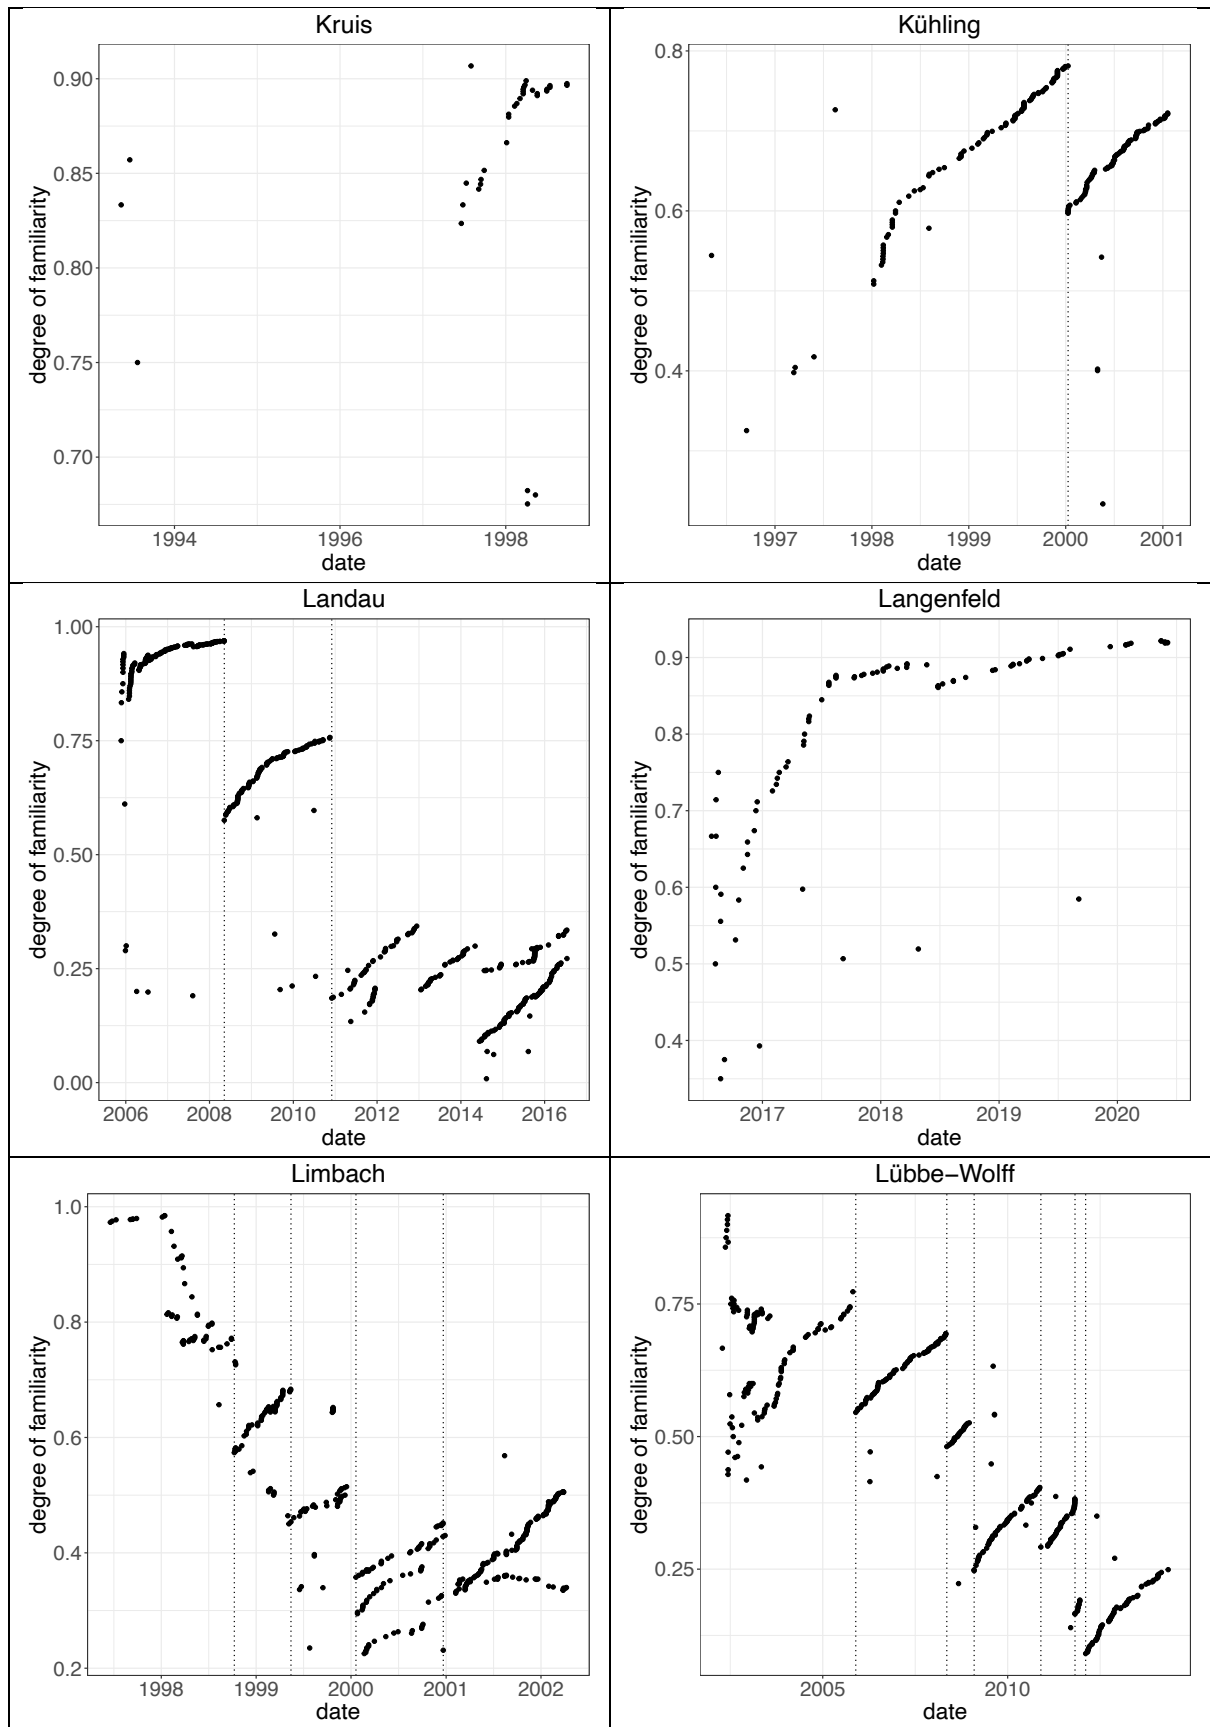 Kruis
degree of familiarity
0.90
0.85
0.80
0.75
0.70
1994 1996 1998
date
Kühling
degree of familiarity
0.8
0.6
0.4
1997 1998 1999 2000 2001
date
Landau
degree of familiarity
1.00
0.75
0.50
0.25
0.00
2006 2008 2010 2012 2014 2016
date
Langenfeld
degree of familiarity
0.9
0.8
0.7
0.6
0.5
0.4
2017 2018 2019 2020
date
Limbach
degree of familiarity
1.0
0.8
0.6
0.4
0.2
1998 1999 2000 2001 2002
date
Lübbe−Wolff
degree of familiarity
0.75
0.50
0.25
2005 2010
date